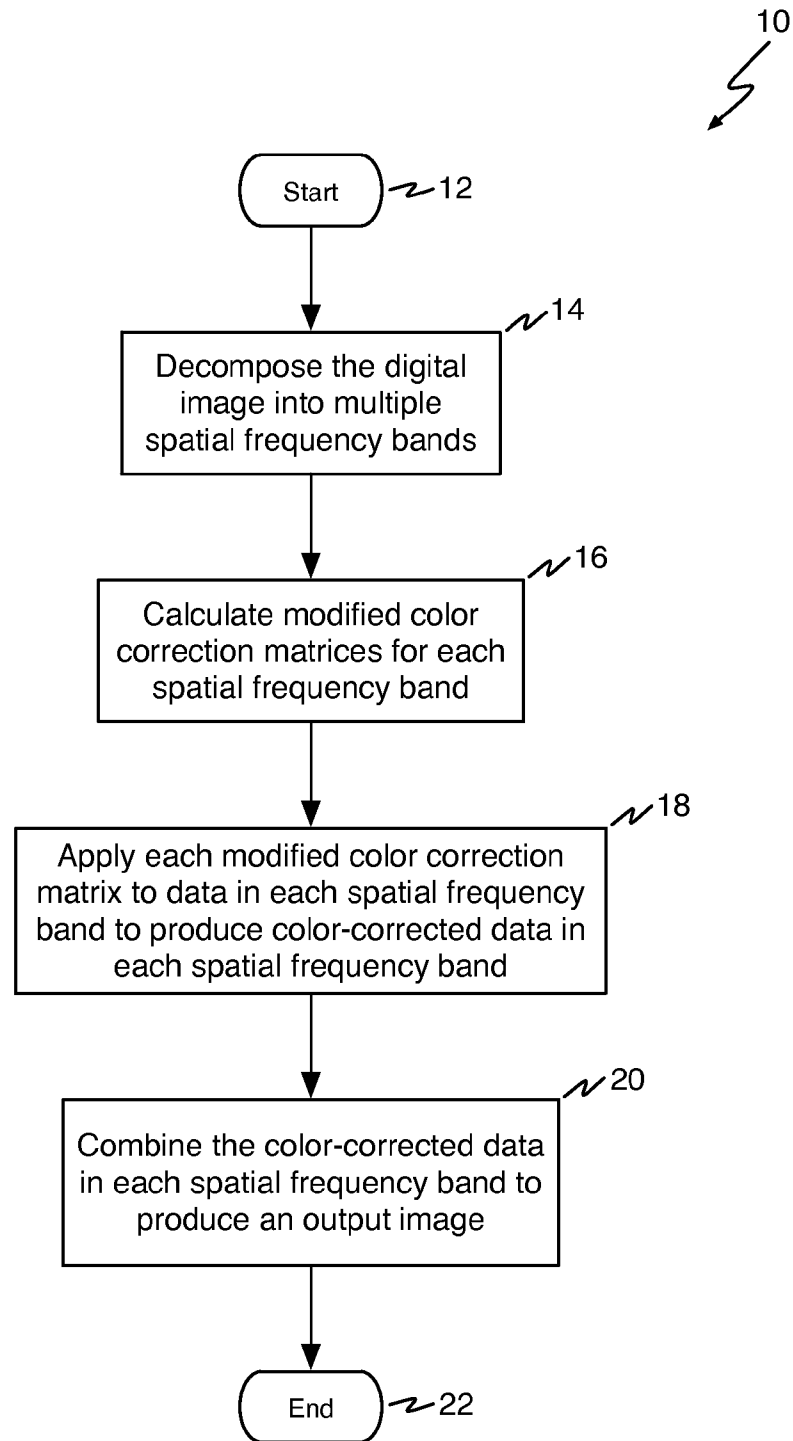 10
Start
12
14
Decompose the digital
image into multiple
spatial frequency bands
16
Calculate modified color
correction matrices for each
spatial frequency band
18
Apply each modified color correction
matrix to data in each spatial frequency
band to produce color-corrected data in
each spatial frequency band
20
Combine the color-corrected data
in each spatial frequency band to
produce an output image
End
22